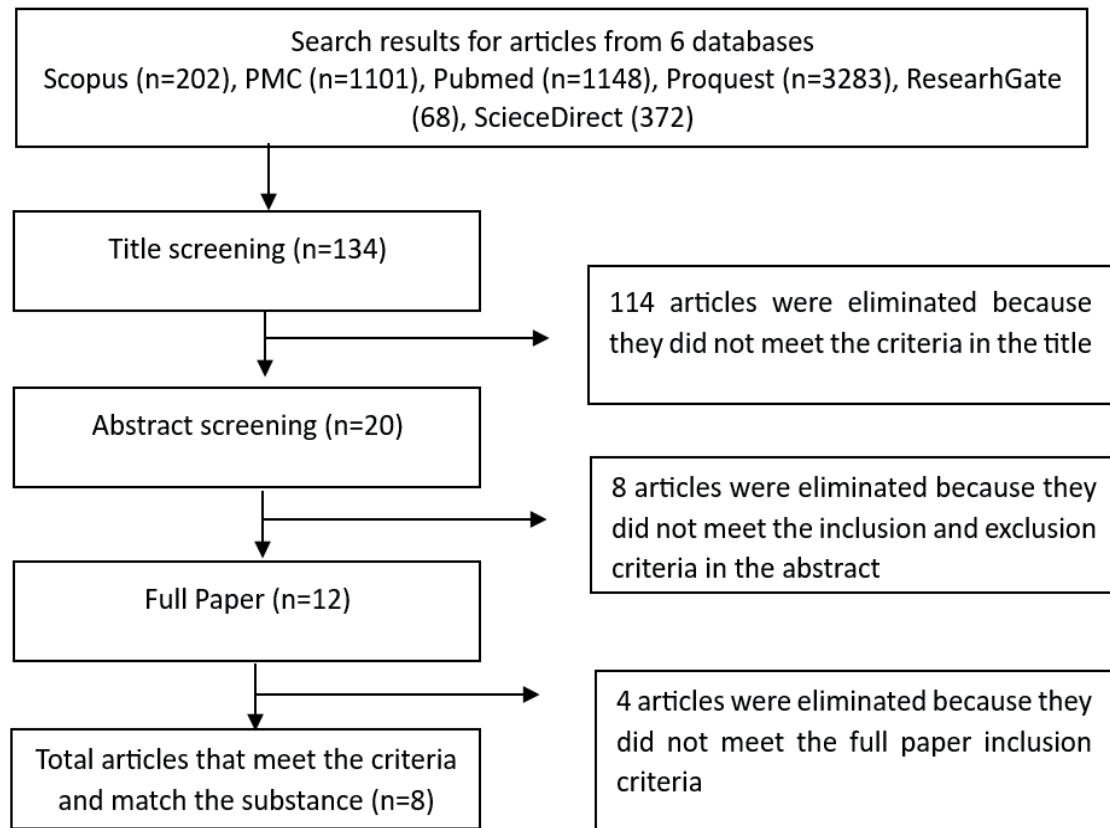 Search results for articles from 6 databases
Scopus (n=202), PMC (n=1101), Pubmed (n=1148), Proquest (n=3283), ResearhGate
(68), ScieceDirect (372)
Title screening (n=134)
114 articles were eliminated because
they did not meet the criteria in the title
Abstract screening (n=20)
8 articles were eliminated because they
did not meet the inclusion and exclusion
criteria in the abstract
Full Paper (n=12)
4 articles were eliminated because they
did not meet the full paper inclusion
criteria
Total articles that meet the criteria
and match the substance (n=8)